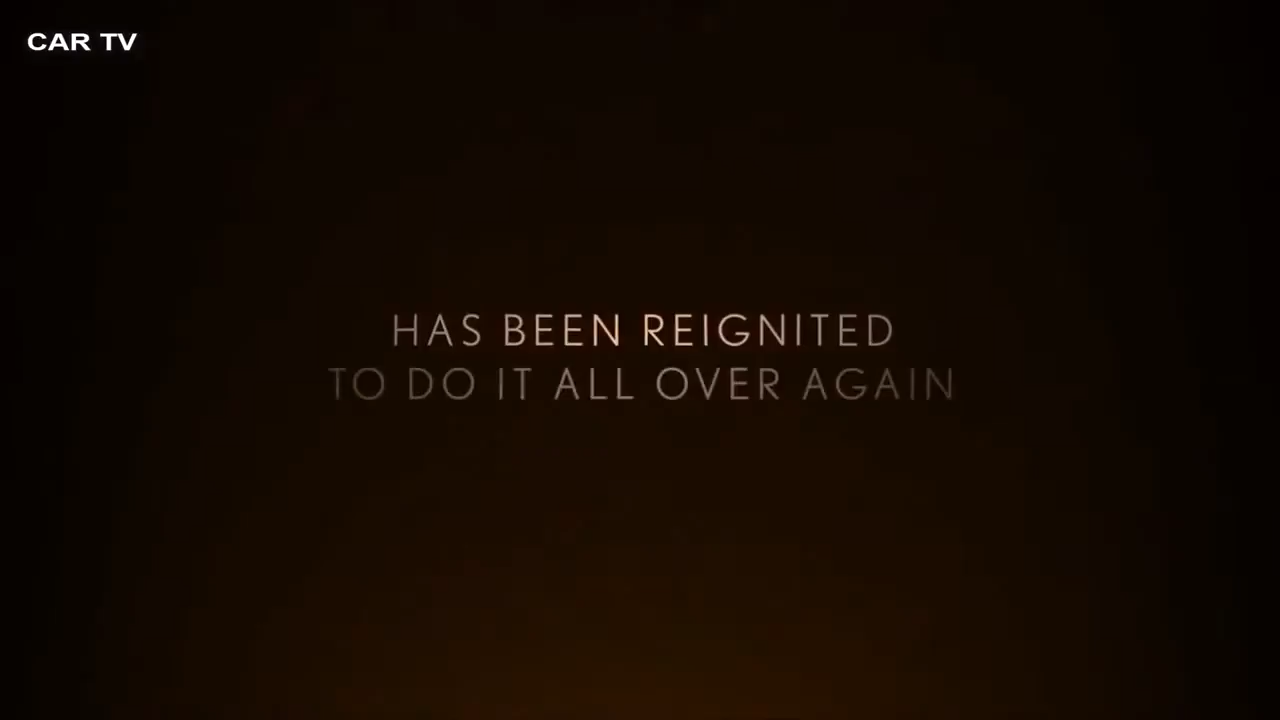 CAR TV
HAS BEEN REIGNITED
TO DO IT ALL OVER AGAIN